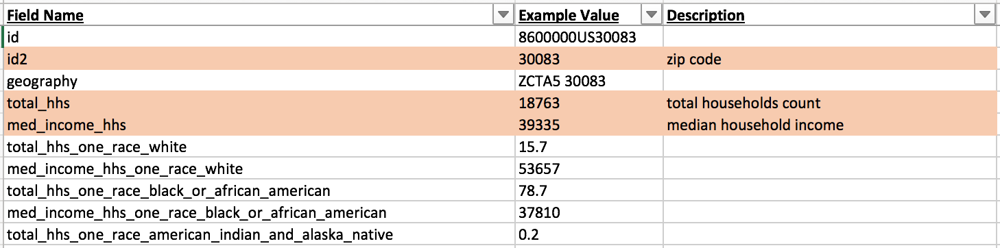 Field Name Example Value Description
id 8600000US30083
id2 30083 zip code
geography ZCTA5 30083
total_hhs 18763 total households count
med_income_hhs 39335 median household income
total_hhs_one_race_white 15.7
med_income_hhs_one_race_white 53657
total_hhs_one_race_black_or_african_american 78.7
med_income_hhs_one_race_black_or_african_american 37810
total_hhs_one_race_american_indian_and_alaska_native 0.2